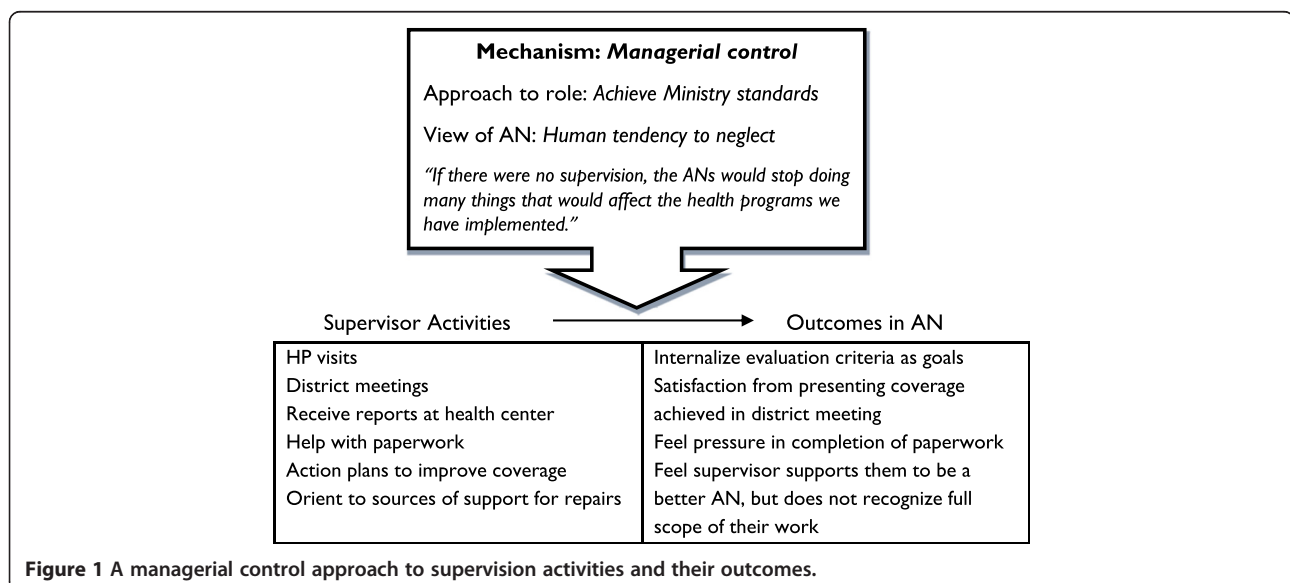 Mechanism: Managerial control
Approach to role: Achieve Ministry standards
View of AN: Human tendency to neglect
“If there were no supervision, the ANs would stop doing
many things that would affect the health programs we
have implemented.”
Supervisor Activities
Outcomes in AN
HP visits
District meetings
Receive reports at health center
Help with paperwork
Action plans to improve coverage
Orient to sources of support for repairs
Internalize evaluation criteria as goals
Satisfaction from presenting coverage
achieved in district meeting
Feel pressure in completion of paperwork
Feel supervisor supports them to be a
better AN, but does not recognize full
scope of their work
Figure 1 A managerial control approach to supervision activities and their outcomes.